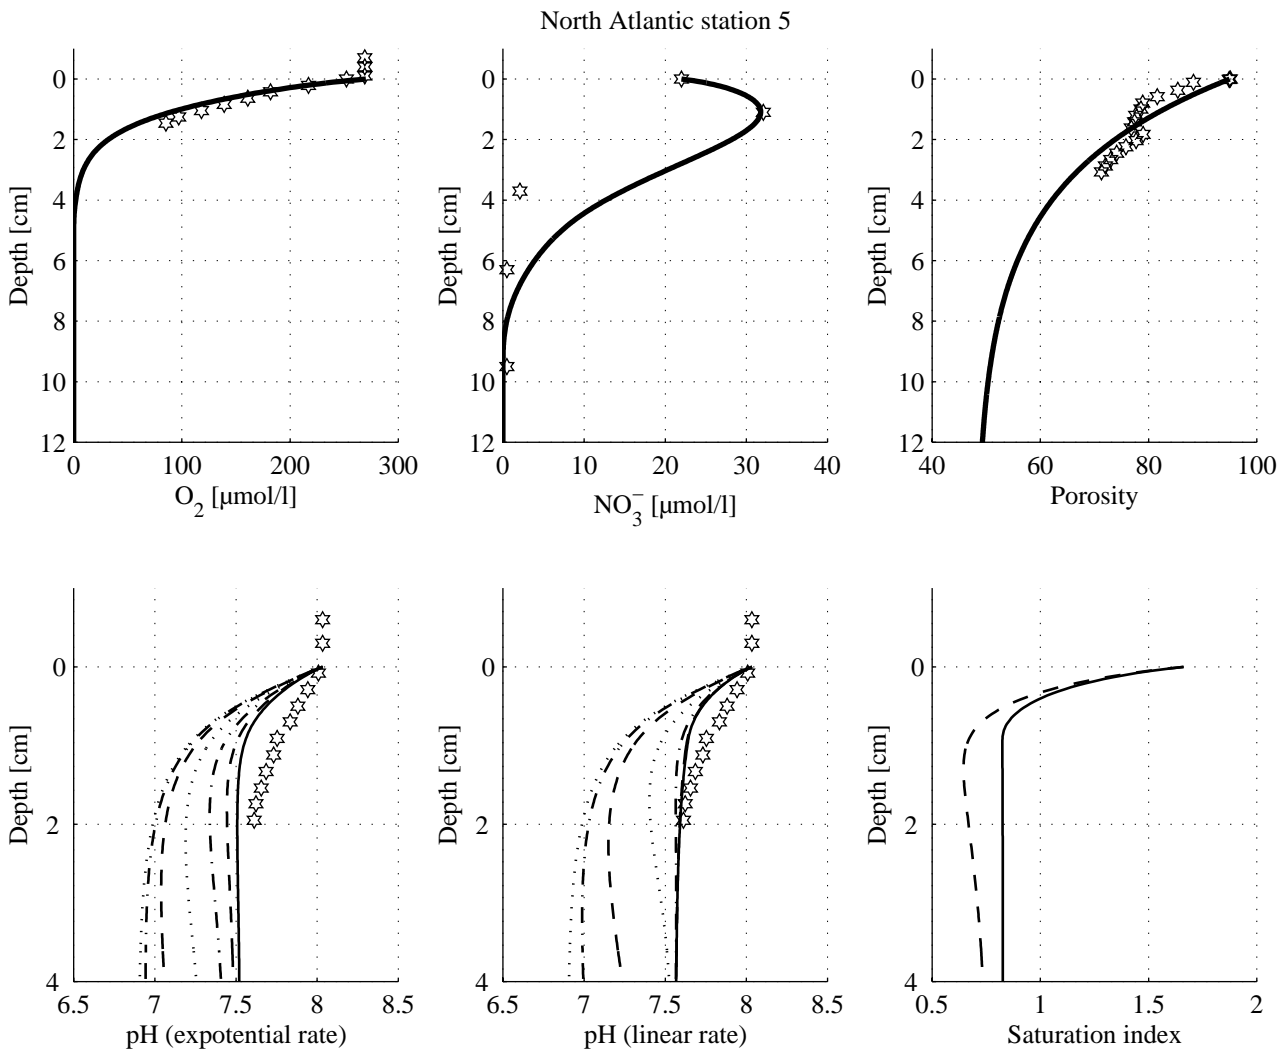 North Atlantic station 5
0
2
4
6
8
10
12
Depth [cm]
0 100 200 300
O2 [µmol/l]
0
2
4
6
8
10
12
Depth [cm]
0 10 20 30 40
NO3− [µmol/l]
0
2
4
6
8
10
12
Depth [cm]
40 60 80 100
Porosity
0
2
4
Depth [cm]
6.5 7 7.5 8 8.5
pH (expotential rate)
0
2
4
Depth [cm]
6.5 7 7.5 8 8.5
pH (linear rate)
0
2
4
Depth [cm]
0.5 1 1.5 2
Saturation index